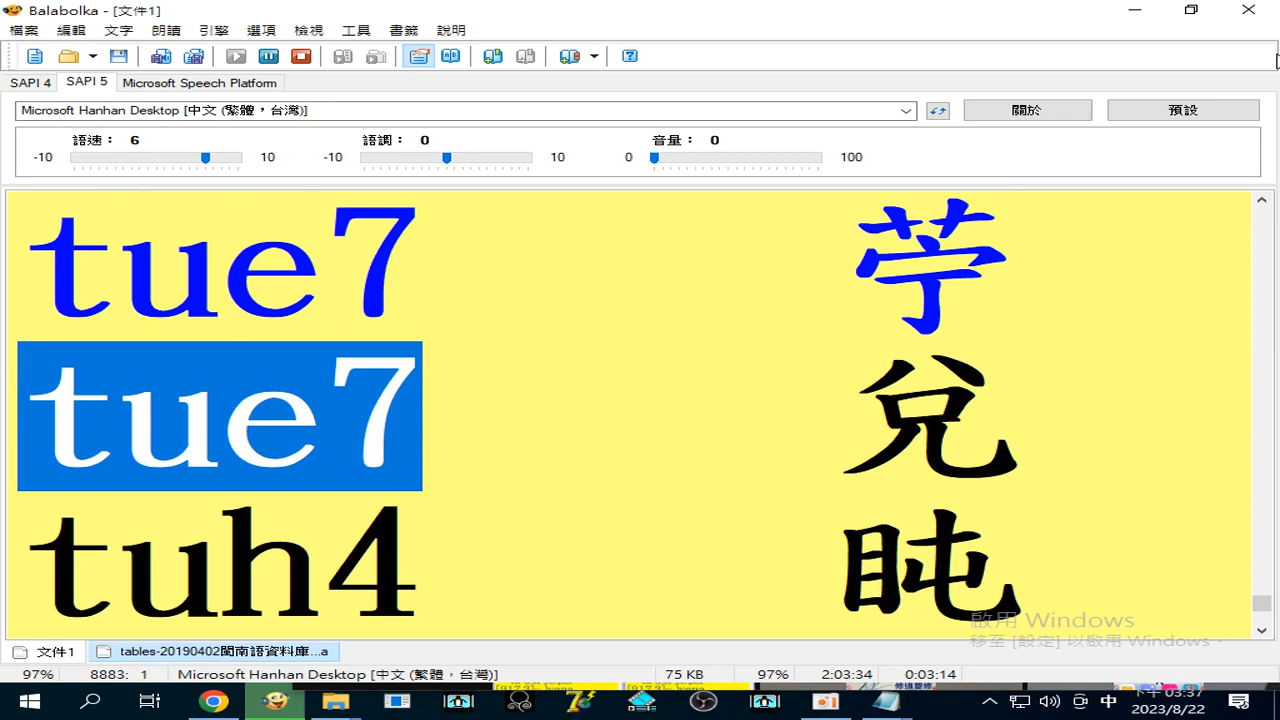 Balabolka - [文件1]
檔案 編輯 文字 朗讀 引擎 選項 檢視 工具 書籤 說明
SAPI 4 SAPI 5 Microsoft Speech Platform
Microsoft Hanhan Desktop [中文 (繁體，台灣)] 關於 預設
語速： 6 語調： 0 音量： 0
-10 10 -10 10 0 100
tue7 苧
tue7 兌
tuh4 盹
啟用 Windows
移至 [設定] 以啟用 Windows。
文件1 tables-20190402閩南語資料庫...a
97% 8883: 1 Microsoft Hanhan Desktop [中文 (繁體，台灣)] 75 KB 97% 2:03:34 0:03:14
中 下午 03:37
2023/8/22